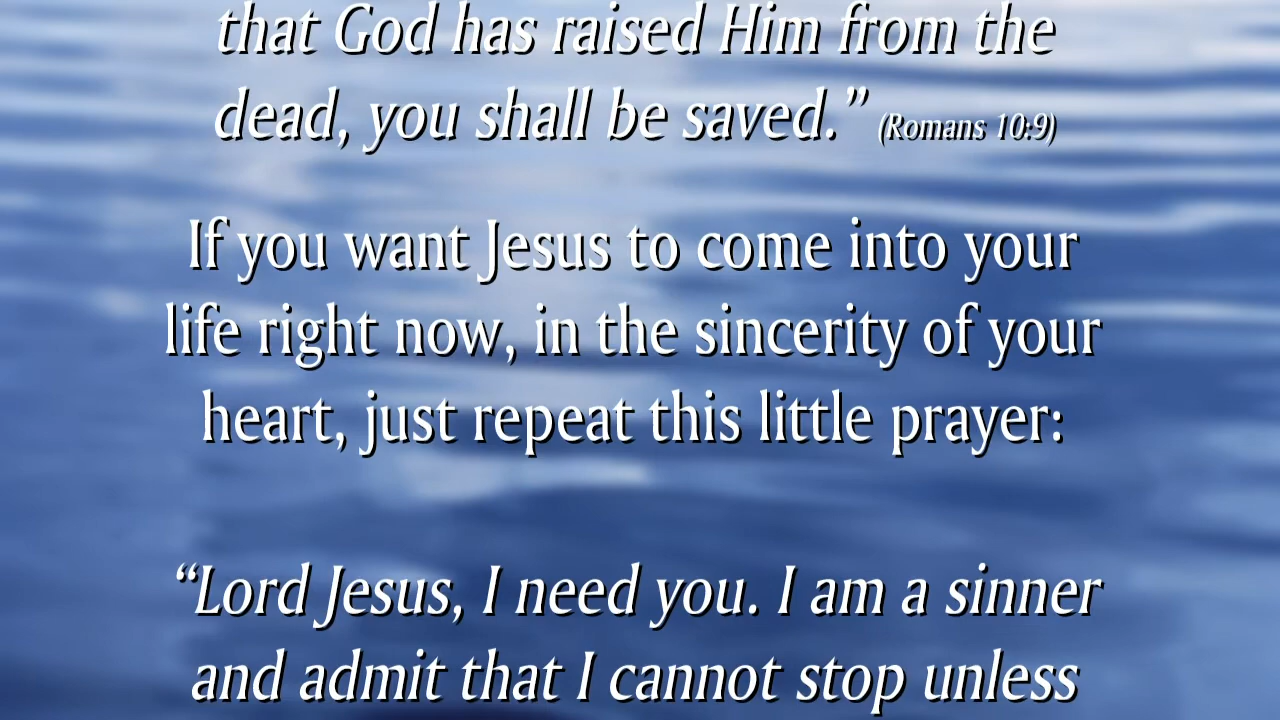 that God has raised Him from the
dead, you shall be saved.” (Romans 10:9)
If you want Jesus to come into your
life right now, in the sincerity of your
heart, just repeat this little prayer:
“Lord Jesus, I need you. I am a sinner
and admit that I cannot stop unless